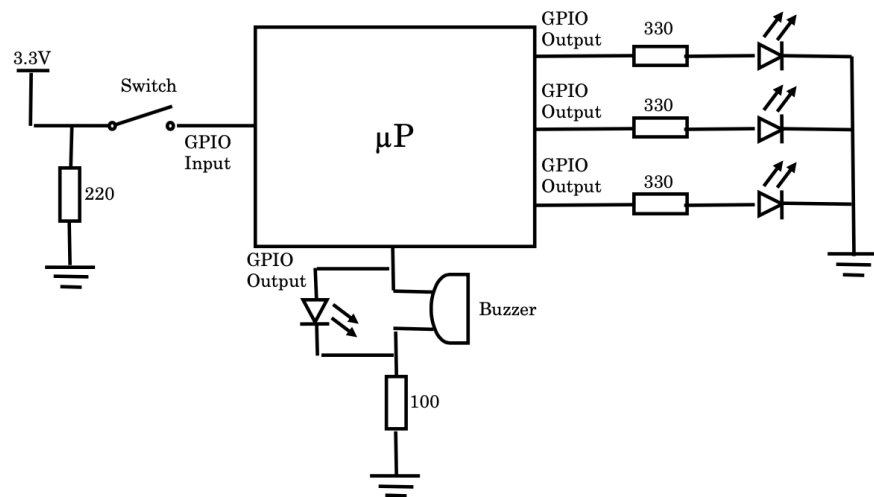 3.3V
Switch
GPIO
Input
220
μP
GPIO
Output
330
GPIO
Output
330
GPIO
Output
330
GPIO
Output
Buzzer
100